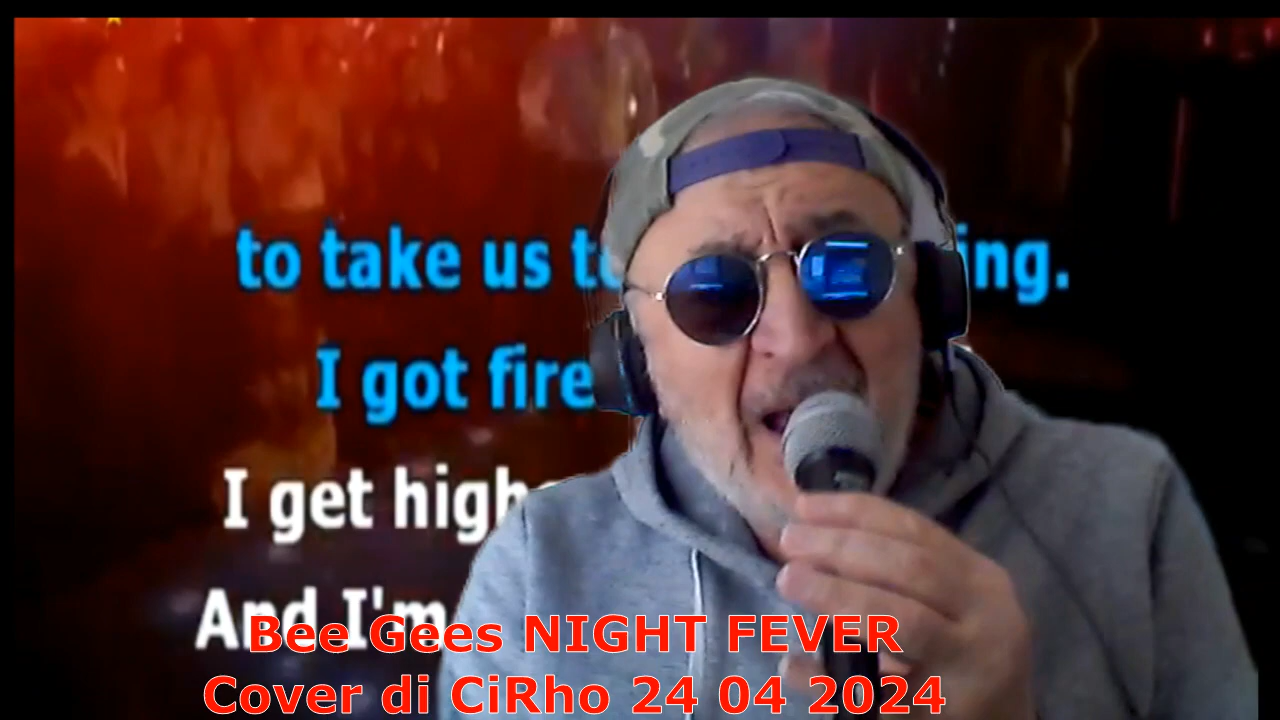 to take us to ing.
I got fire
I get high
And I'm
Bee Gees NIGHT FEVER
Cover di CiRho 24 04 2024